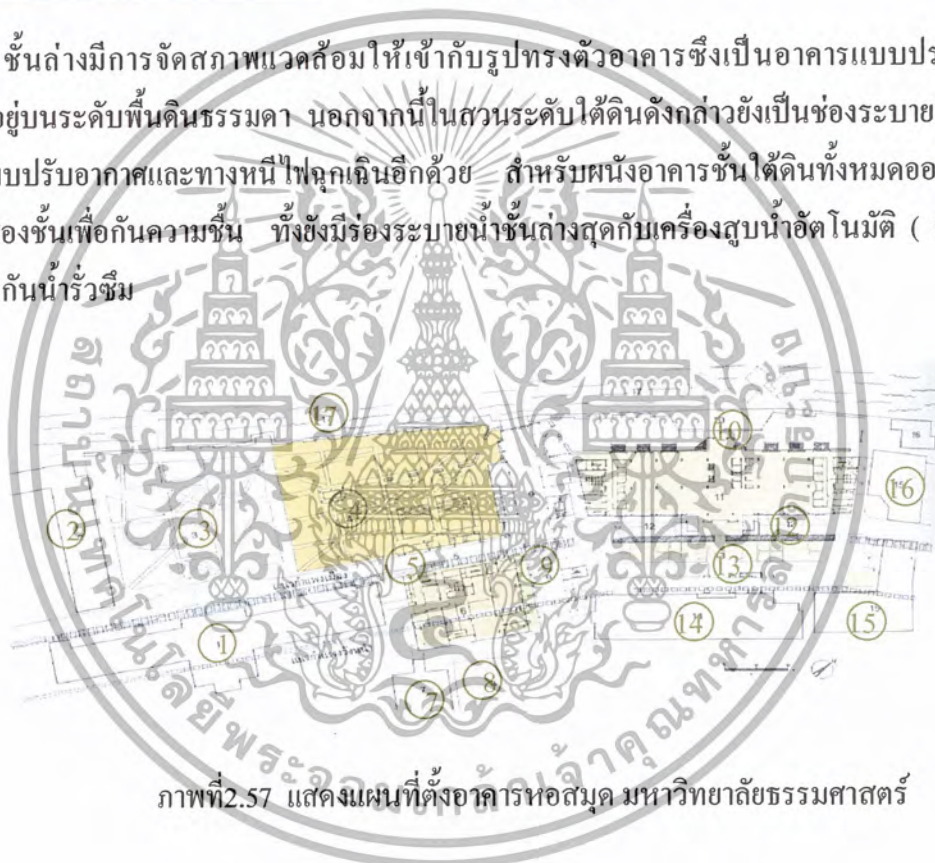 ชั้นล่างมีการจัดสภาพแวดล้อมให้เข้ากับรูปทรงตัวอาคารซึ่งเป็นอาคารแบบปร
อยู่บนระดับพื้นดินธรรมดา นอกจากนี้ในสวนระดับใต้ดินดังกล่าวยังเป็นช่องระบาย
บบปรับอากาศและทางหนีไฟฉุกเฉินอีกด้วย สำหรับผนังอาคารชั้นใต้ดินทั้งหมดออ
องชั้นเพื่อกันความชื้น ทั้งยังมีร่องระบายน้ำชั้นล่างสุดกับเครื่องสูบน้ำอัตโนมัติ (
กันน้ำรั่วซึม
17
10
2
3
4
16
5
9
12
13
1
14
15
7
8
ภาพที่2.57 แสดงแผนที่ตั้งอาคารหอสมุด มหาวิทยาลัยธรรมศาสตร์